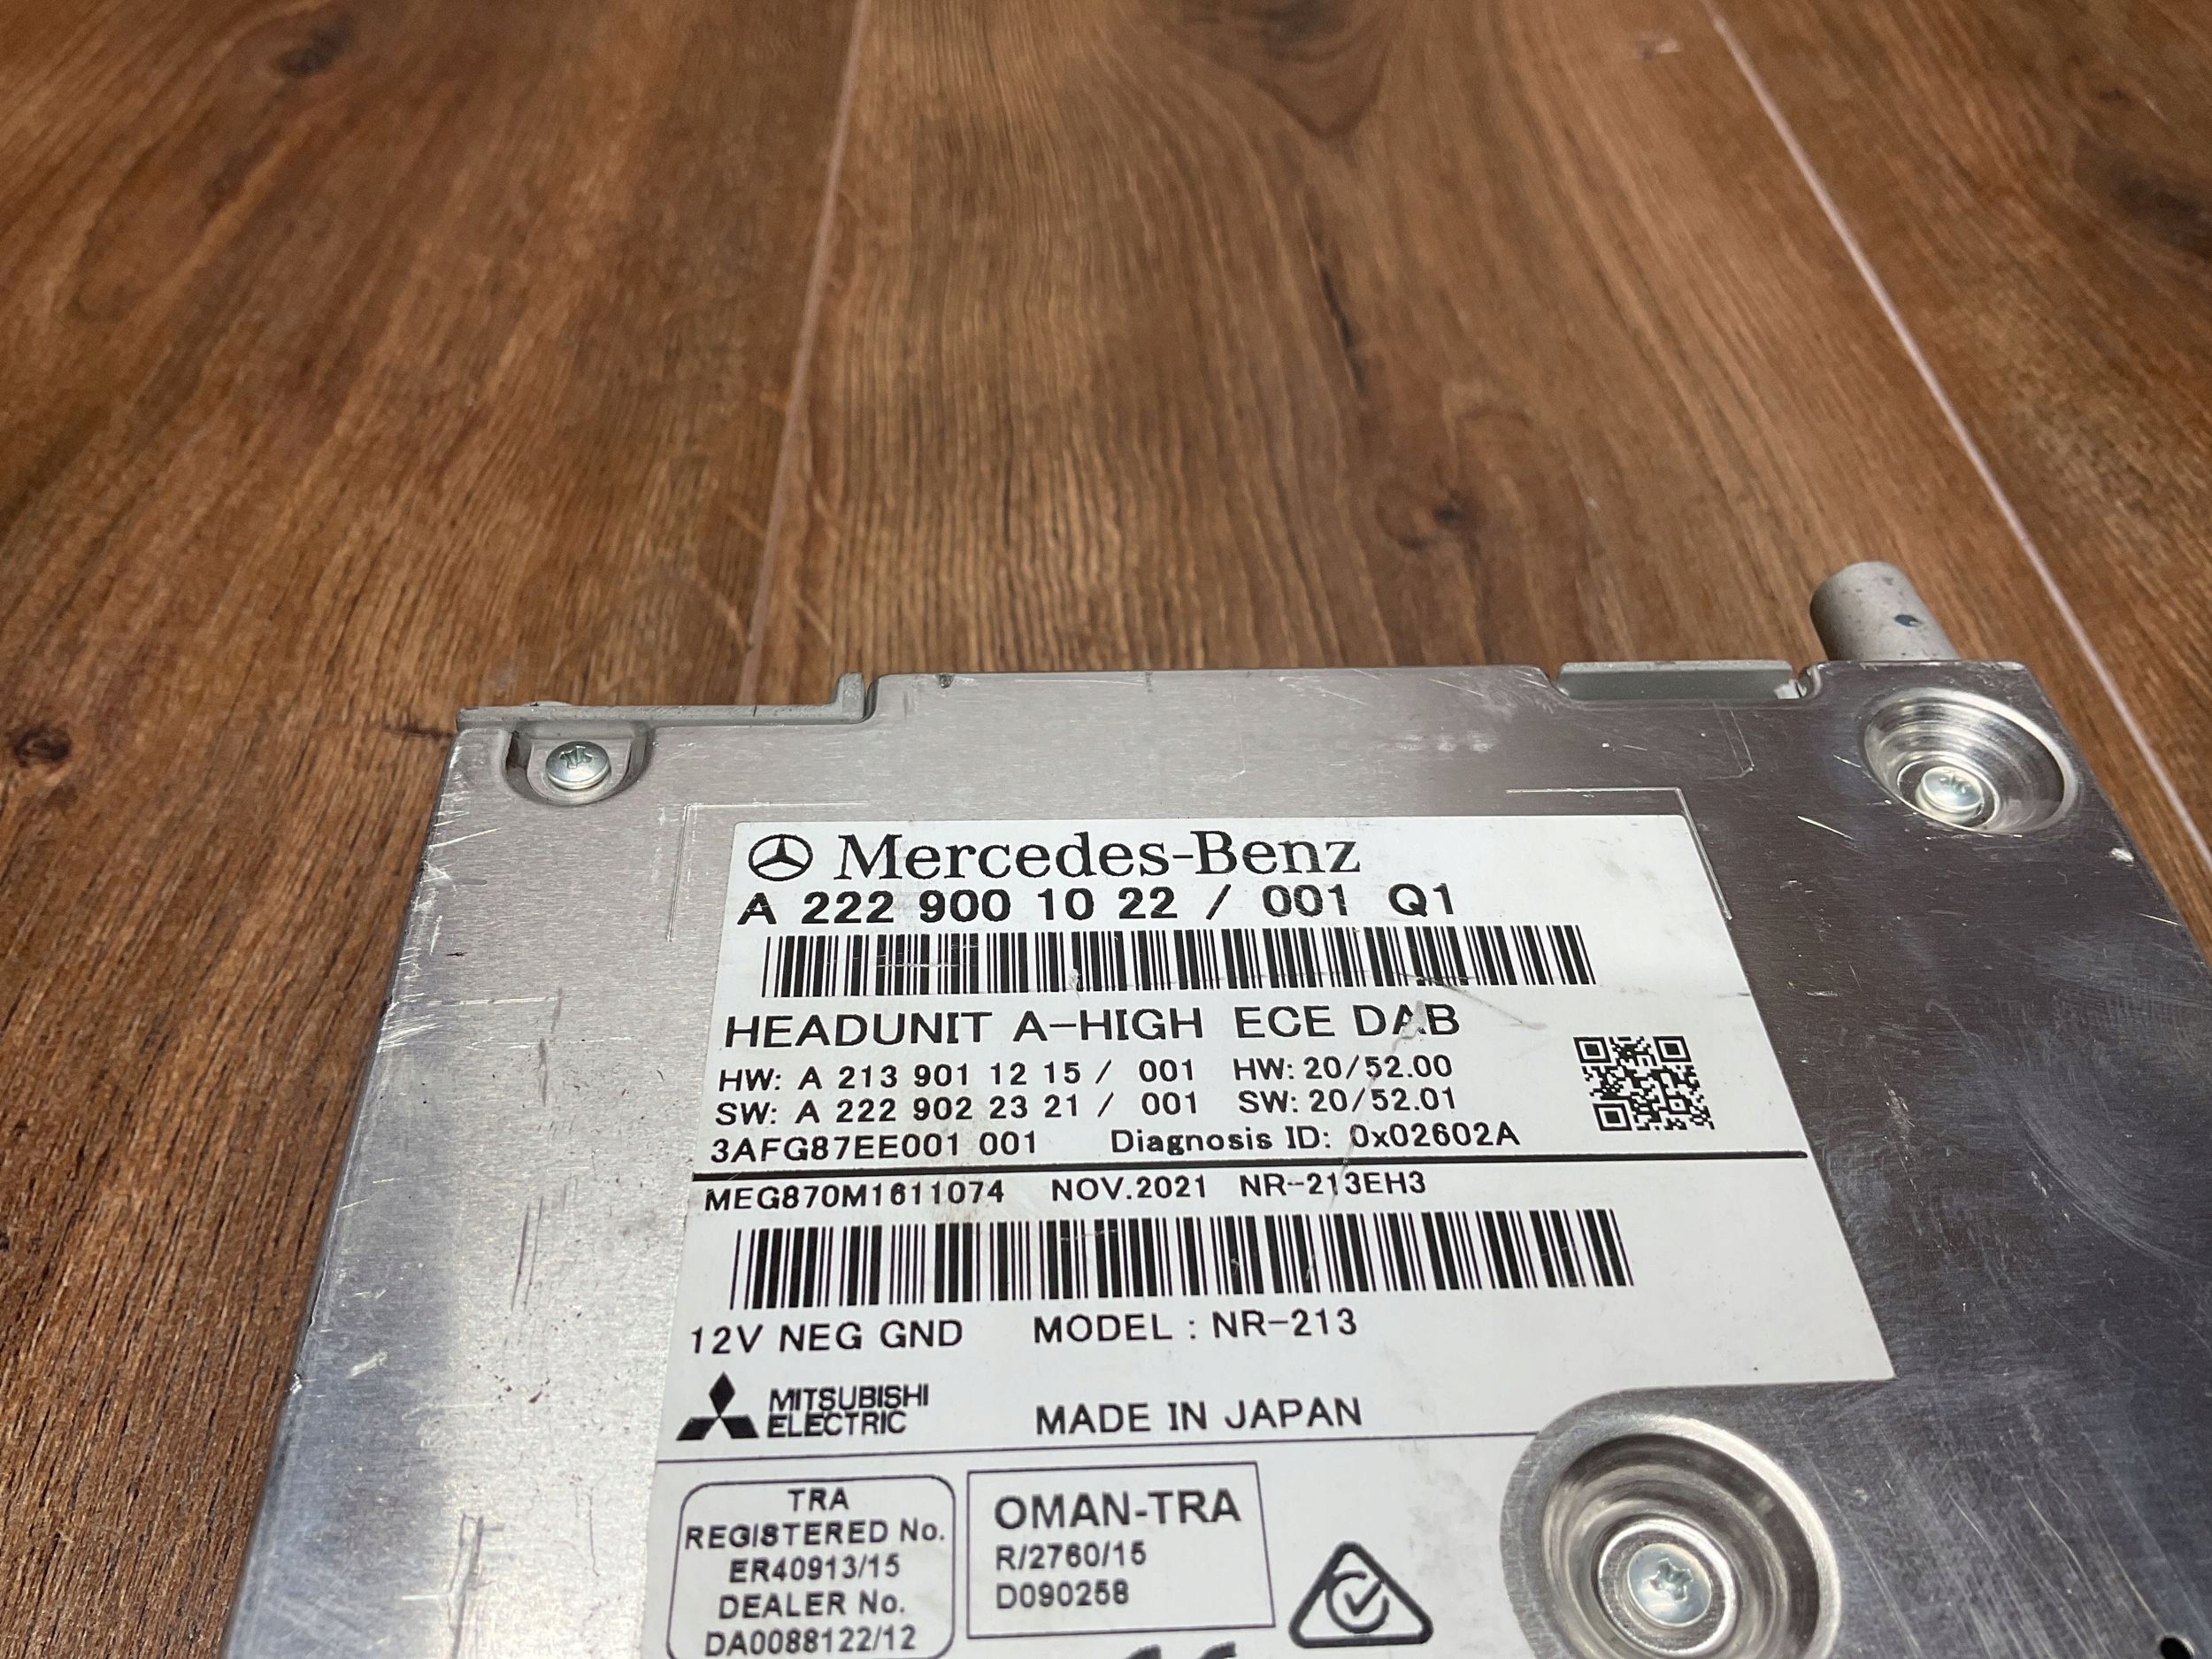 Mercedes-Benz
A 222 900 10 22 / 001 Q1
HEADUNIT A-HIGH ECE DAB
HW: A 213 901 12 15 / 001 HW: 20/52.00
SW: A 222 902 23 21 / 001 SW: 20/52.01
3AFG87EE001 001 Diagnosis ID: 0x02602A
MEG870M1611074 NOV.2021 NR-213EH3
12V NEG GND MODEL : NR-213
MITSUBISHI
ELECTRIC
MADE IN JAPAN
TRA
REGISTERED No.
ER40913/15
DEALER No.
DA0088122/12
OMAN-TRA
R/2760/15
D090258